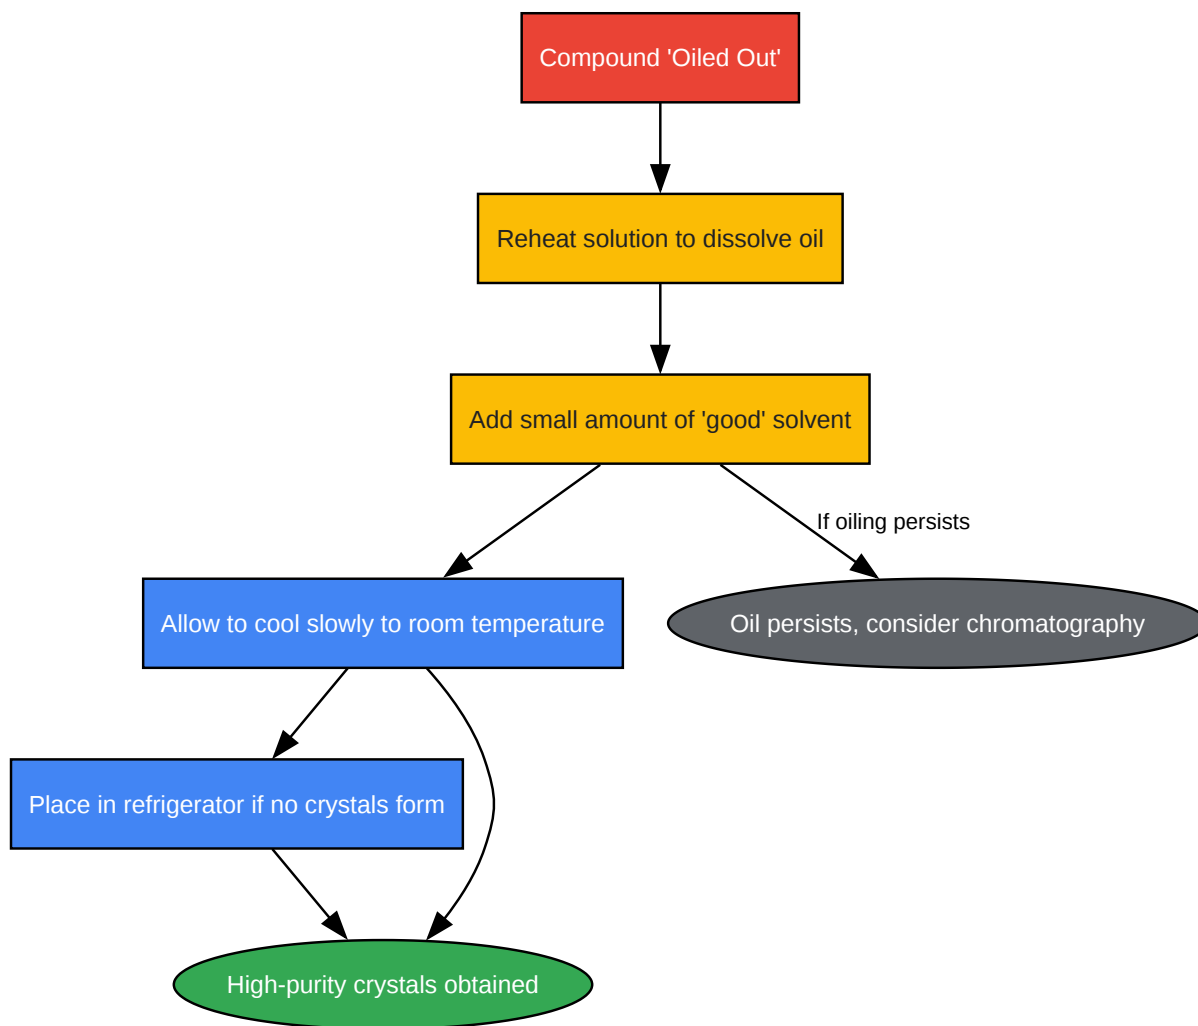 Compound 'Oiled Out'
Reheat solution to dissolve oil
Add small amount of 'good' solvent
If oiling persists
Allow to cool slowly to room temperature
Oil persists, consider chromatography
Place in refrigerator if no crystals form
High-purity crystals obtained